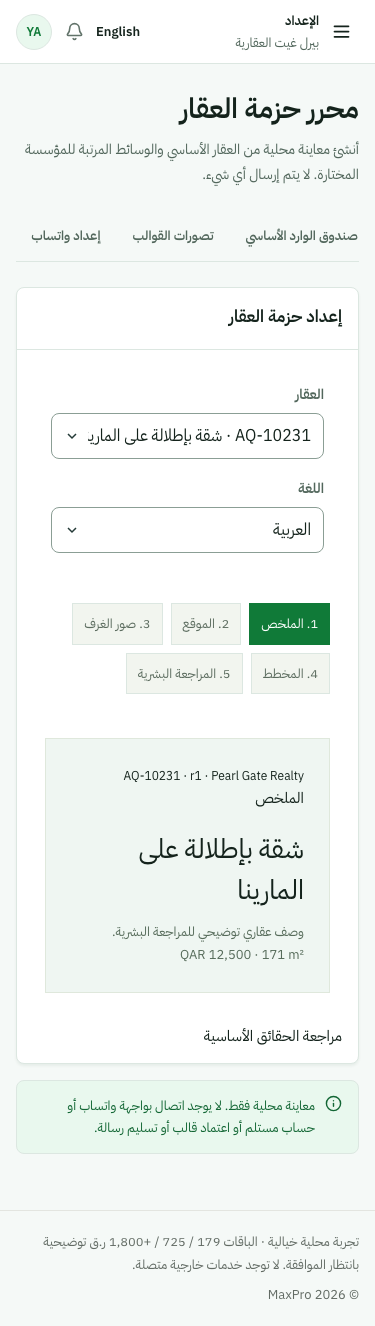 الإعداد
بيرل غيت العقارية
English
YA
محرر حزمة العقار
أنشئ معاينة محلية من العقار الأساسي والوسائط المرتبة للمؤسسة
المختارة. لا يتم إرسال أي شيء.
صندوق الوارد الأساسي
تصورات القوالب
إعداد واتساب
إعداد حزمة العقار
العقار
AQ-10231 · شقة بإطلالة على المارينا
اللغة
العربية
1. الملخص
2. الموقع
3. صور الغرف
4. المخطط
5. المراجعة البشرية
AQ-10231 · r1 · Pearl Gate Realty
الملخص
شقة بإطلالة على
المارينا
وصف عقاري توضيحي للمراجعة البشرية.
QAR 12,500 · 171 m²
مراجعة الحقائق الأساسية
معاينة محلية فقط. لا يوجد اتصال بواجهة واتساب أو
حساب مستلم أو اعتماد قالب أو تسليم رسالة.
تجربة محلية خيالية · الباقات 179 / 725 / +1,800 ر.ق توضيحية
بانتظار الموافقة. لا توجد خدمات خارجية متصلة.
© 2026 MaxPro